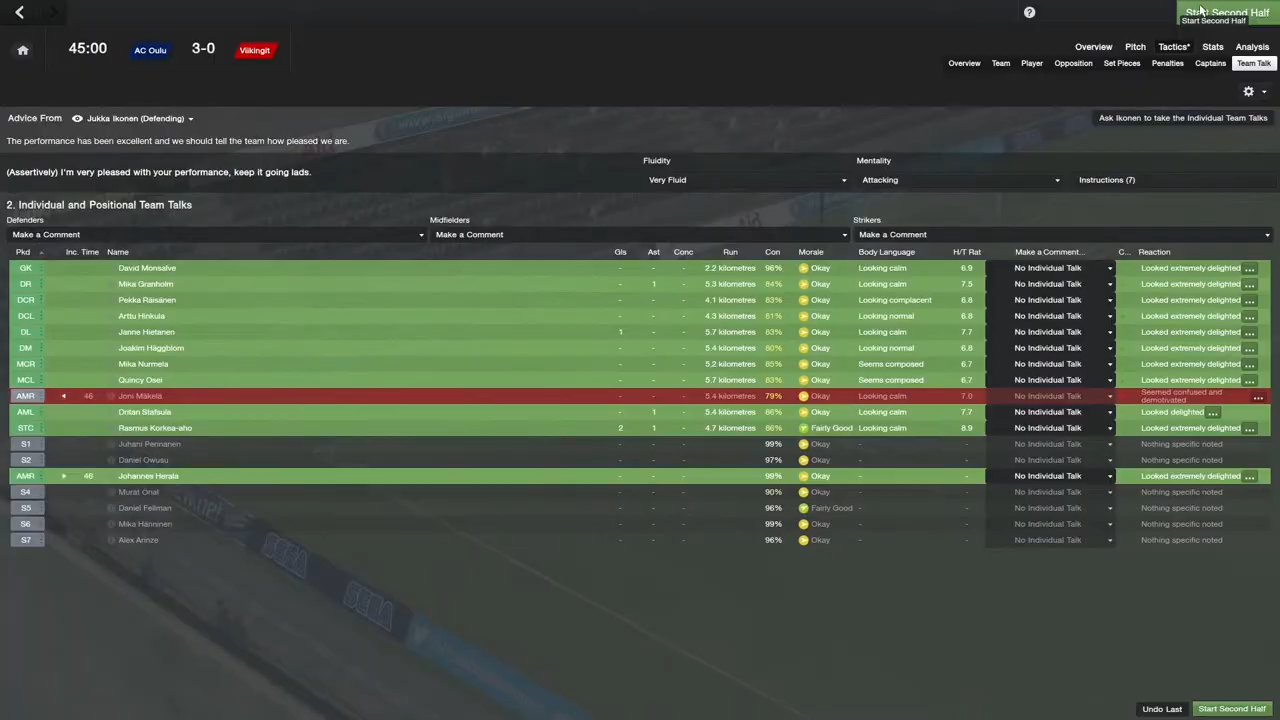 Start Second Half
Start Second Half
45:00 AC Oulu 3-0 Viikingit
Overview Pitch Tactics* Stats Analysis
Overview Team Player Opposition Set Pieces Penalties Captains Team Talk
Advice From Jukka Ikonen (Defending) Ask Ikonen to take the Individual Team Talks
The performance has been excellent and we should tell the team how pleased we are.
Fluidity Mentality
(Assertively) I'm very pleased with your performance, keep it going lads. Very Fluid Attacking Instructions (7)
2. Individual and Positional Team Talks
Defenders Midfielders Strikers
Make a Comment Make a Comment Make a Comment
Pkd Inc. Time Name Gls Ast Conc Run Con Morale Body Language H/T Rat Make a Comment... C... Reaction
GK David Monsalve - - - 2.2 kilometres 96% Okay Looking calm 6.9 No Individual Talk Looked extremely delighted ...
DR Mika Granholm - 1 - 5.3 kilometres 84% Okay Looking calm 7.5 No Individual Talk Looked extremely delighted ...
DCR Pekka Räisänen - - - 4.1 kilometres 83% Okay Looking complacent 6.8 No Individual Talk Looked extremely delighted ...
DCL Arttu Hinkula - - - 4.3 kilometres 81% Okay Looking normal 6.8 No Individual Talk Looked extremely delighted ...
DL Janne Hietanen 1 - - 5.7 kilometres 83% Okay Looking calm 7.7 No Individual Talk Looked extremely delighted ...
DM Joakim Häggblom - - - 5.4 kilometres 80% Okay Looking normal 6.8 No Individual Talk Looked extremely delighted ...
MCR Mika Nurmela - - - 5.2 kilometres 85% Okay Seems composed 6.7 No Individual Talk Looked extremely delighted ...
MCL Quincy Osei - - - 5.7 kilometres 83% Okay Seems composed 6.7 No Individual Talk Looked extremely delighted ...
AMR 46 Joni Mäkelä - - - 5.4 kilometres 79% Okay Looking calm 7.0 No Individual Talk Seemed confused and demotivated ...
AML Dritan Stafsula - 1 - 5.4 kilometres 86% Okay Looking calm 7.7 No Individual Talk Looked delighted ...
STC Rasmus Korkea-aho 2 1 - 4.7 kilometres 86% Fairly Good Looking calm 8.9 No Individual Talk Looked extremely delighted ...
S1 Juhani Pennanen - - - - 99% Okay - - No Individual Talk Nothing specific noted
S2 Daniel Owusu - - - - 97% Okay - - No Individual Talk Nothing specific noted
AMR 46 Johannes Herala - - - - 99% Okay - - No Individual Talk Looked extremely delighted ...
S4 Murat Önal - - - - 90% Okay - - No Individual Talk Nothing specific noted
S5 Daniel Fellman - - - - 96% Fairly Good - - No Individual Talk Nothing specific noted
S6 Mika Hänninen - - - - 99% Okay - - No Individual Talk Nothing specific noted
S7 Alex Arinze - - - - 96% Okay - - No Individual Talk Nothing specific noted
SEGA
SEGA
Undo Last Start Second Half